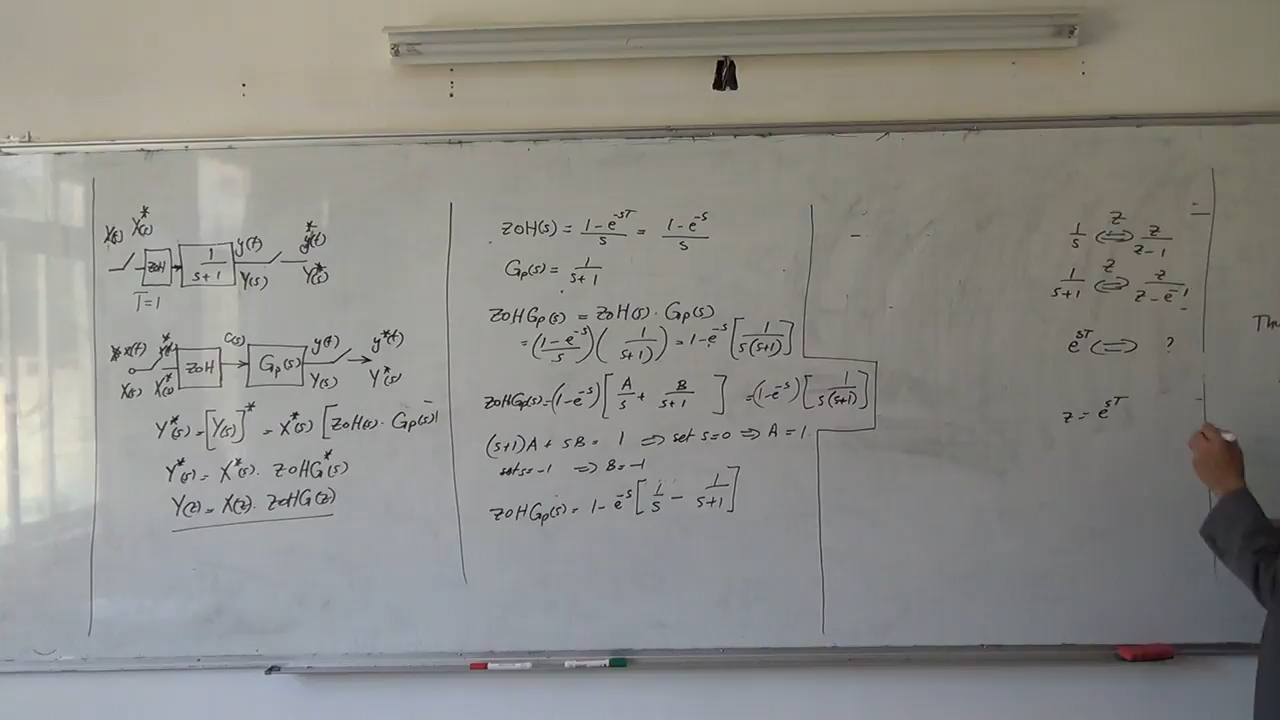 X(s) X*(s) y(t) y*(t)
ZOH 1/(s+1) Y(s) Y*(s)
T=1
x(t) C(s) y(t) y*(t)
ZOH Gp(s)
X(s) X*(s) Y(s) Y*(s)
Y*(s) = [Y(s)]* = X*(s) [ZOH(s) · Gp(s)]
Y*(s) = X*(s) · ZOHG*(s)
Y(z) = X(z) · ZOHG(z)
ZOH(s) = (1-e^-sT)/s = (1-e^-s)/s
Gp(s) = 1/(s+1)
ZOHGp(s) = ZOH(s) · Gp(s)
= ((1-e^-s)/s) (1/(s+1)) = 1-e^-s [1/(s(s+1))]
ZOHGp(s) = (1-e^-s) [A/s + B/(s+1)] = (1-e^-s) [1/(s(s+1))]
(s+1)A + sB = 1 ⇒ set s=0 ⇒ A=1
set s=-1 ⇒ B=-1
ZOHGp(s) = 1-e^-s [1/s - 1/(s+1)]
1/s ⇔ z z/(z-1)
1/(s+1) ⇔ z z/(z-e^-1)
e^sT ⇔ ?
z = e^sT